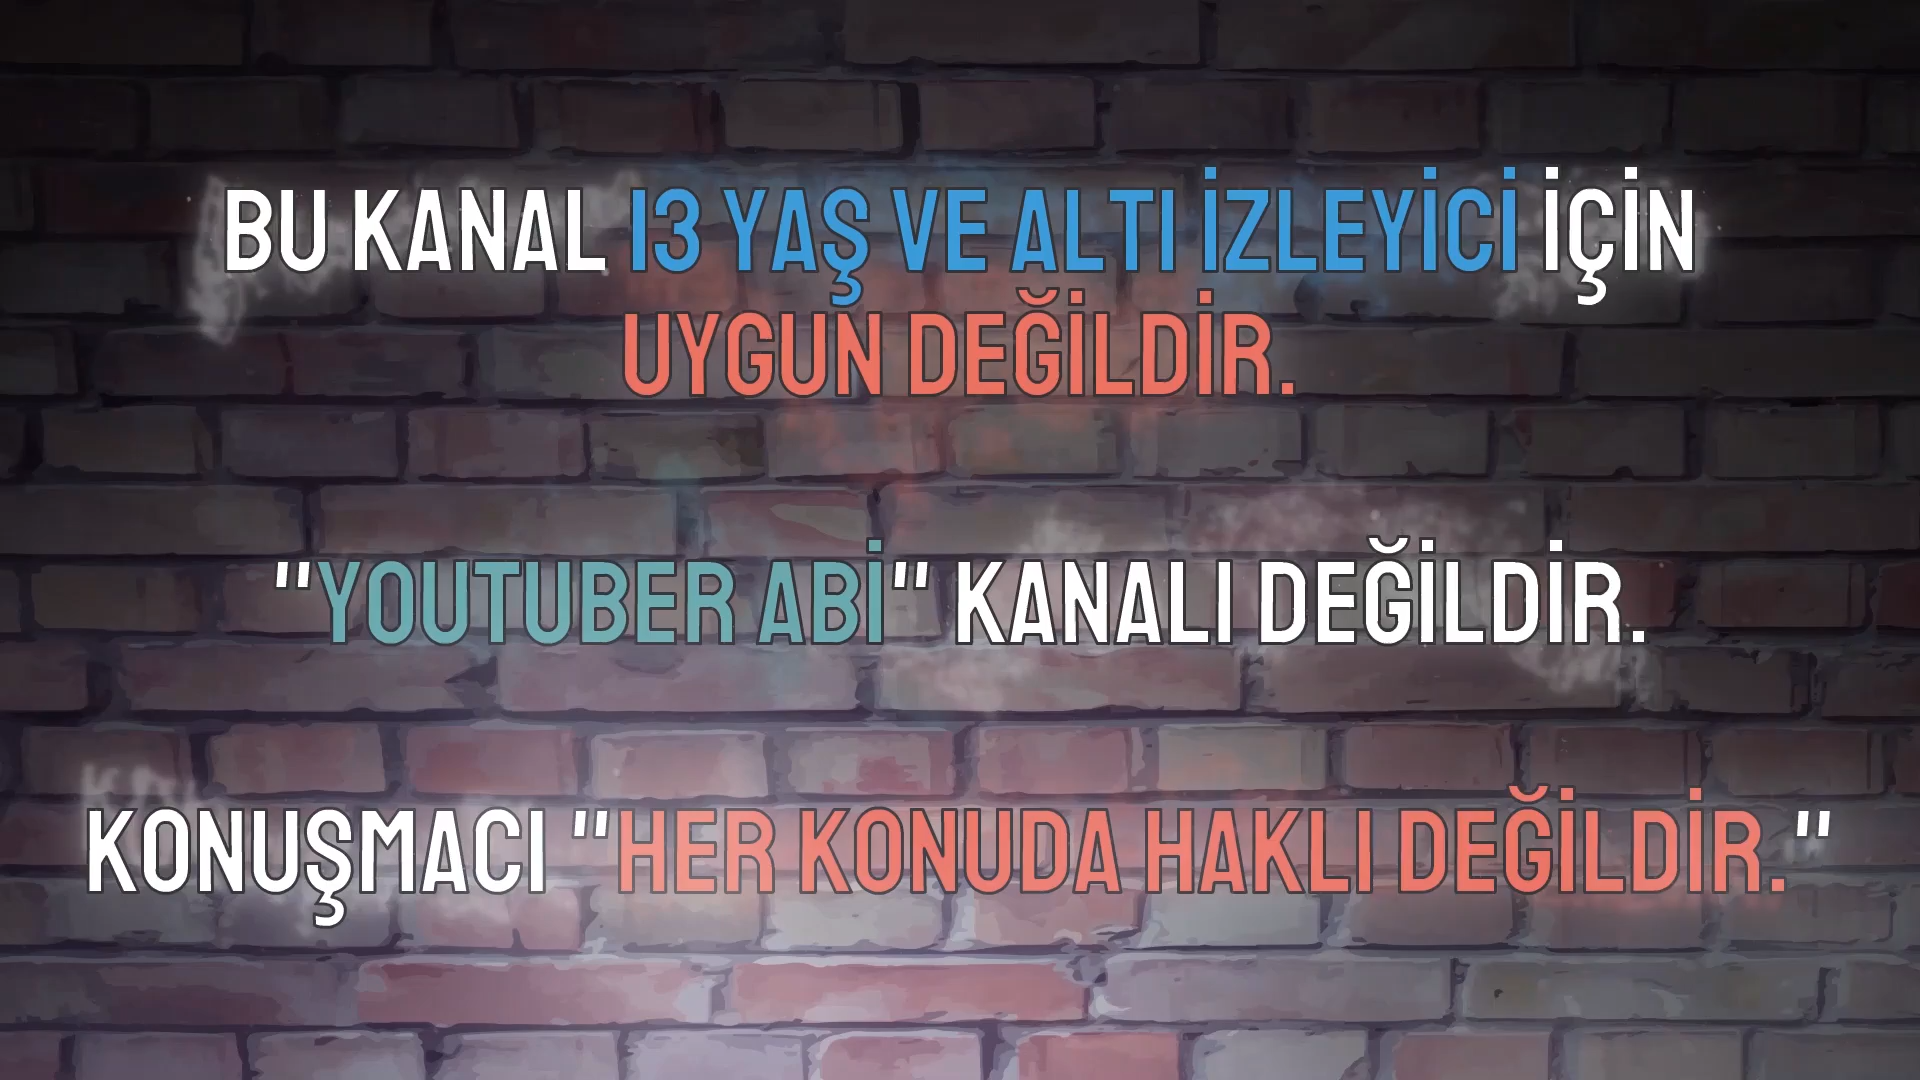 BU KANAL 13 YAŞ VE ALTI İZLEYİCİ İÇİN
UYGUN DEĞİLDİR.
"YOUTUBER ABİ" KANALI DEĞİLDİR.
KONUŞMACI "HER KONUDA HAKLI DEĞİLDİR."